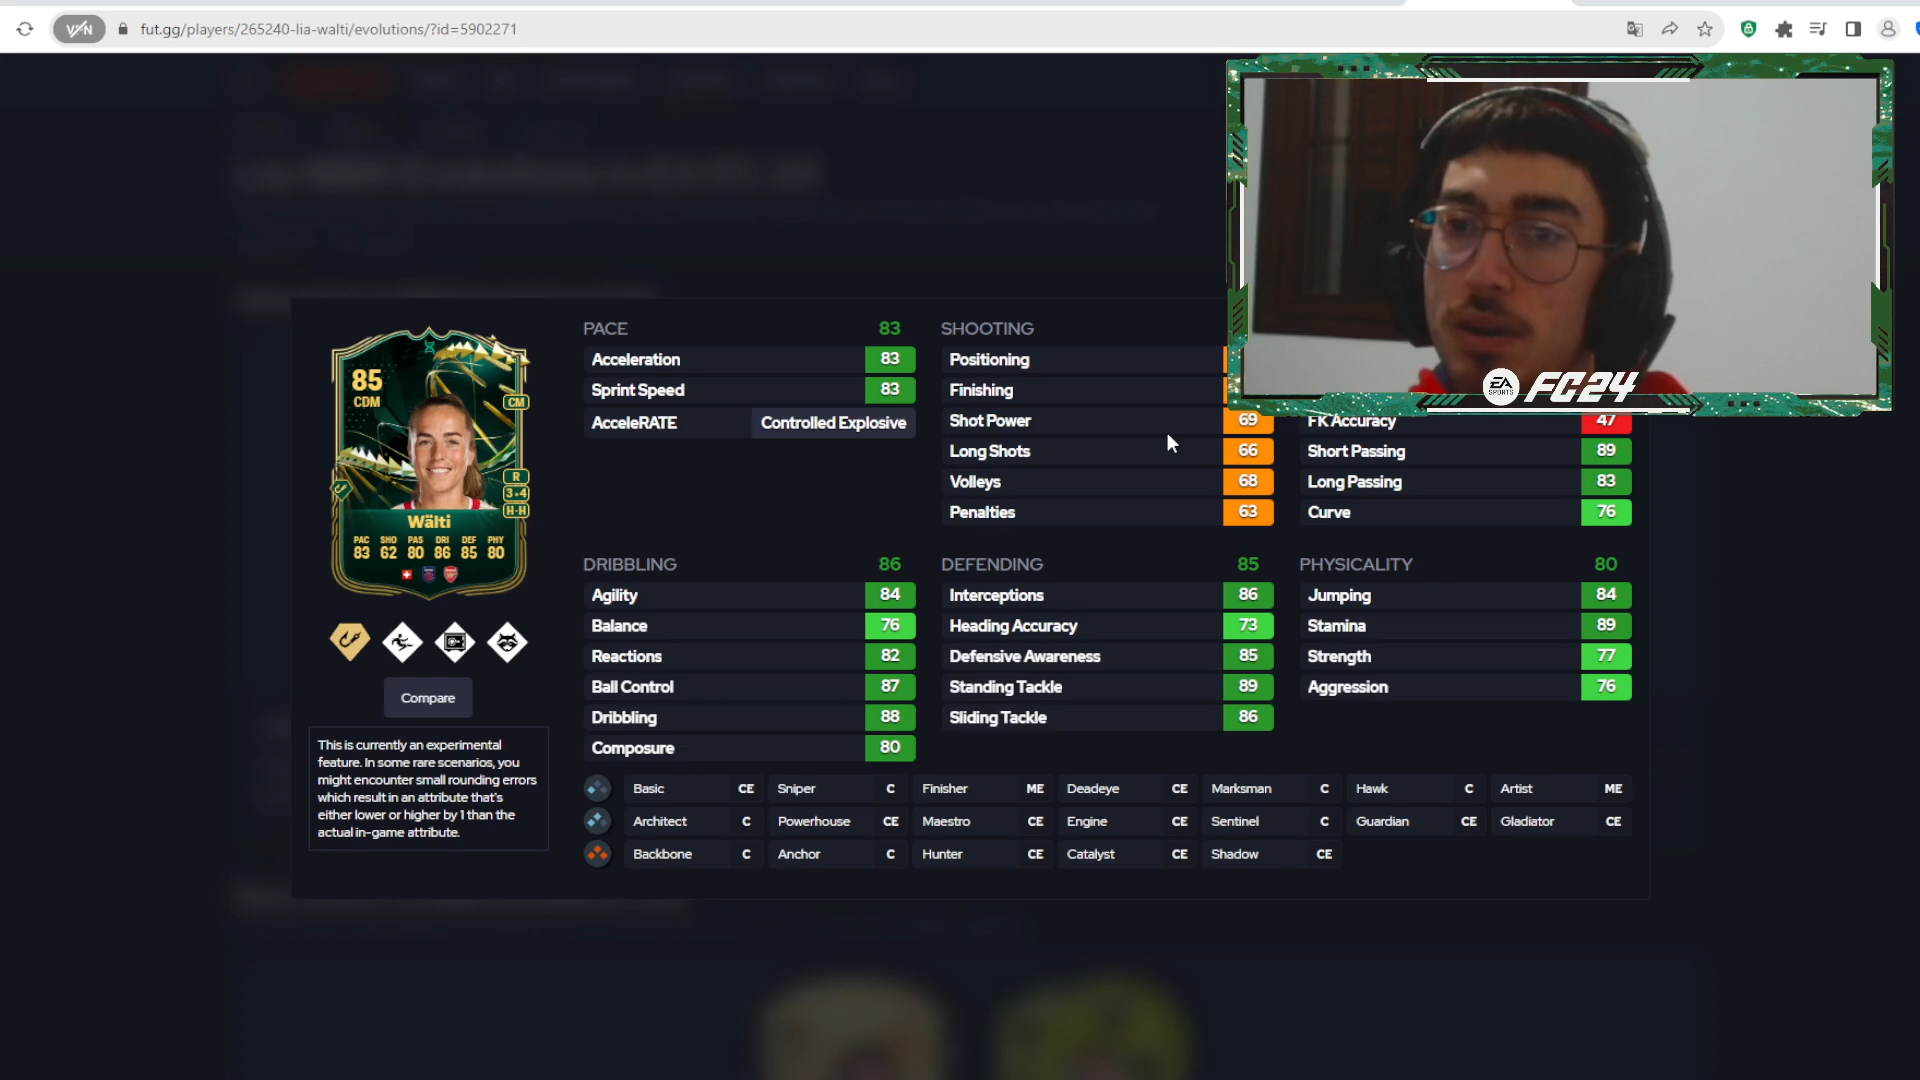 VN
fut.gg/players/265240-lia-walti/evolutions/?id=5902271
EA SPORTS FC24
85
CDM
CM
R
3★4
H·H
Wälti
PAC SHO PAS DRI DEF PHY
83 62 80 86 85 80
Compare
This is currently an experimental
feature. In some rare scenarios, you
might encounter small rounding errors
which result in an attribute that's
either lower or higher by 1 than the
actual in-game attribute.
PACE 83
Acceleration 83
Sprint Speed 83
AcceleRATE Controlled Explosive
SHOOTING
Positioning
Finishing
Shot Power 69
Long Shots 66
Volleys 68
Penalties 63
FK Accuracy 47
Short Passing 89
Long Passing 83
Curve 76
DRIBBLING 86
Agility 84
Balance 76
Reactions 82
Ball Control 87
Dribbling 88
Composure 80
DEFENDING 85
Interceptions 86
Heading Accuracy 73
Defensive Awareness 85
Standing Tackle 89
Sliding Tackle 86
PHYSICALITY 80
Jumping 84
Stamina 89
Strength 77
Aggression 76
Basic CE Sniper C Finisher ME Deadeye CE Marksman C Hawk C Artist ME
Architect C Powerhouse CE Maestro CE Engine CE Sentinel C Guardian CE Gladiator CE
Backbone C Anchor C Hunter CE Catalyst CE Shadow CE